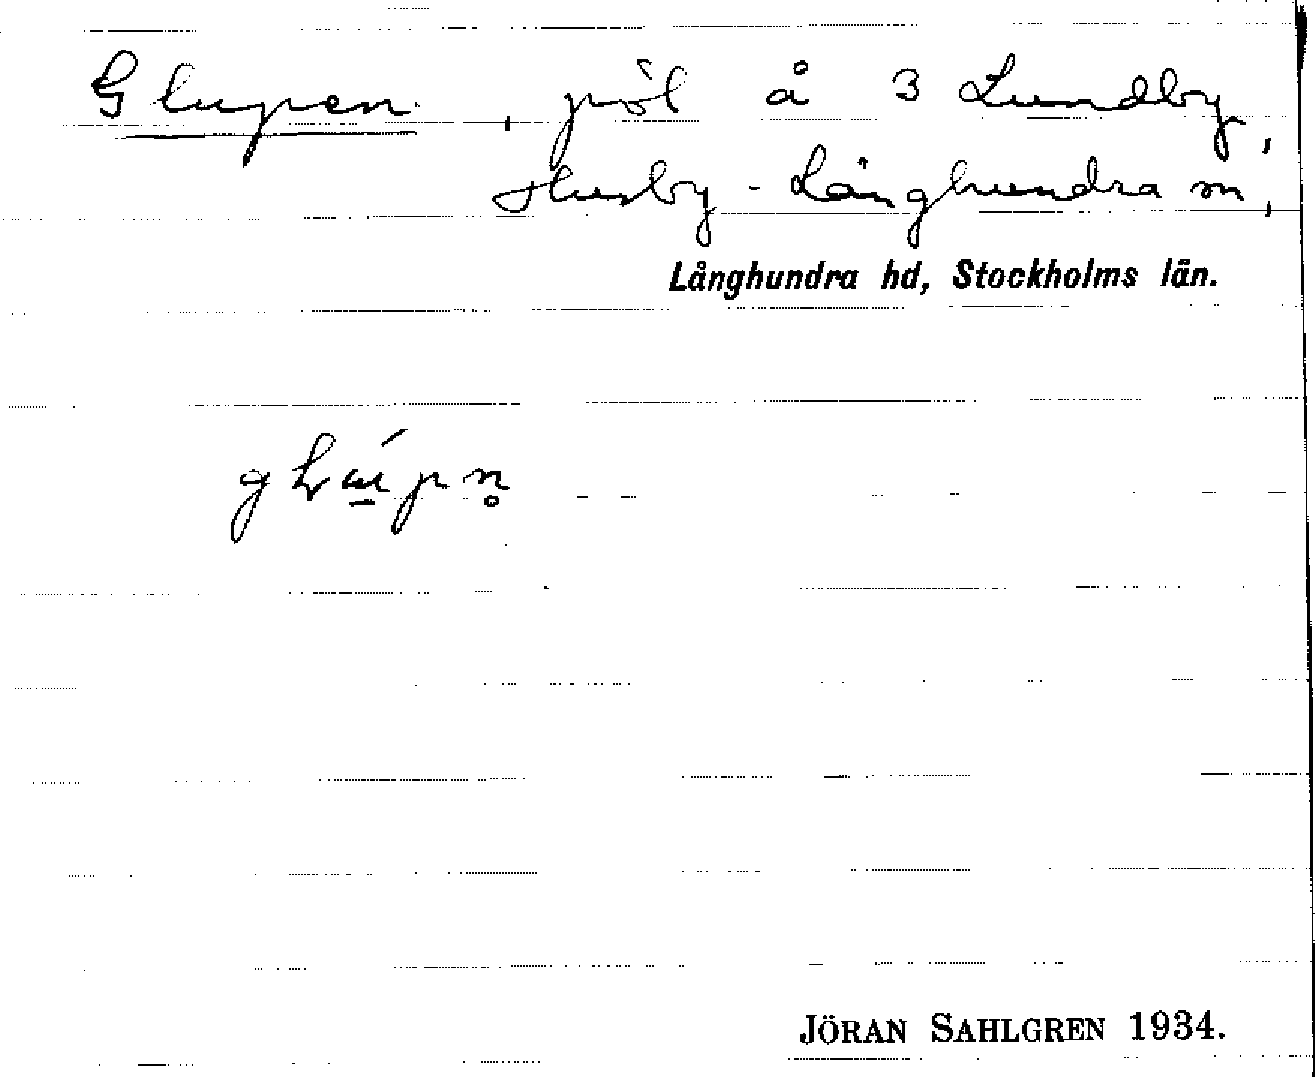 Glupen, pöl å 3 Lundby,
Husby-Långhundra sn,
Långhundra hd, Stockholms län.
JÖRAN SAHLGREN 1934.